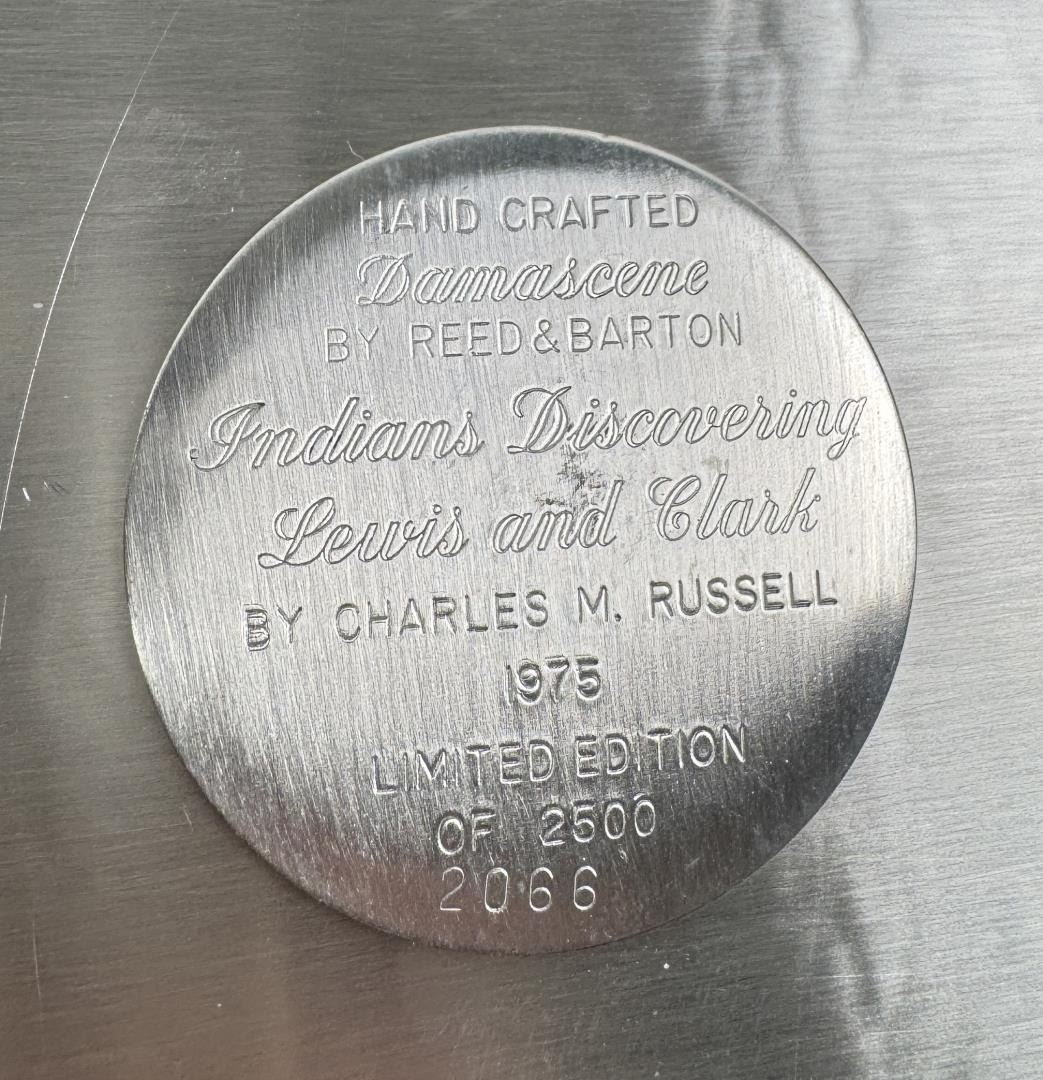 HAND CRAFTED
Damascene
BY REED&BARTON
Indians Discovering
Lewis and Clark
BY CHARLES M. RUSSELL
1975
LIMITED EDITION
OF 2500
2066